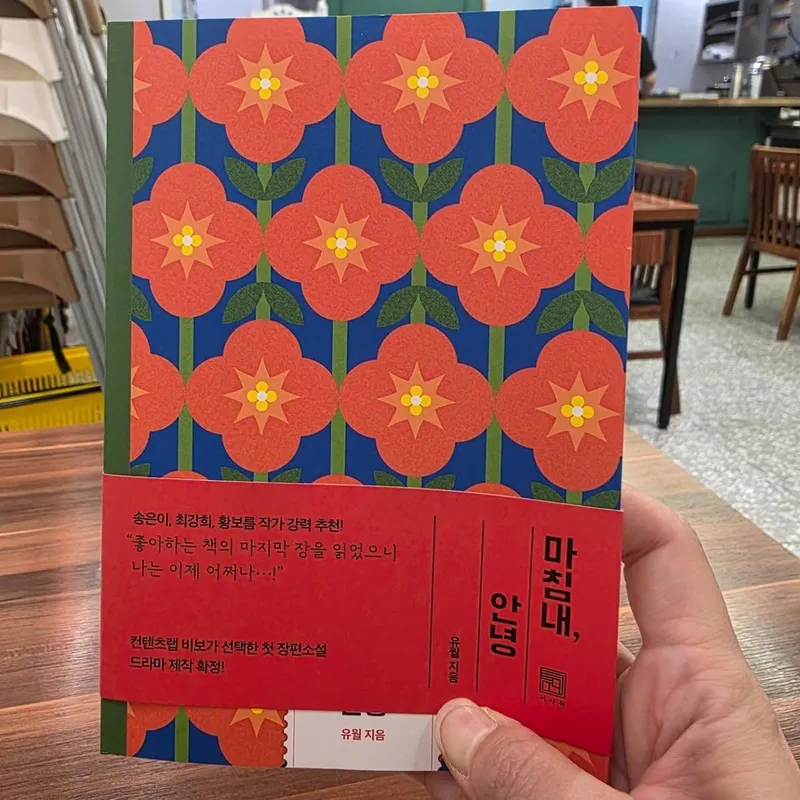 송은이, 최강희, 황보름 작가 강력 추천!
“좋아하는 책의 마지막 장을 읽었으니
나는 이제 어쩌나…!”
컨텐츠랩 비보가 선택한 첫 장편소설
드라마 제작 확정!
마침내,
안녕
유월 지음
서사원
유월 지음